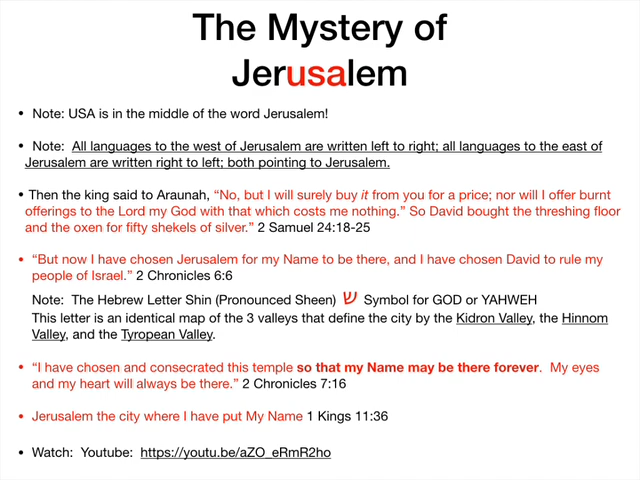 The Mystery of
Jerusalem
• Note: USA is in the middle of the word Jerusalem!
• Note: All languages to the west of Jerusalem are written left to right; all languages to the east of
Jerusalem are written right to left; both pointing to Jerusalem.
• Then the king said to Araunah, “No, but I will surely buy it from you for a price; nor will I offer burnt
offerings to the Lord my God with that which costs me nothing.” So David bought the threshing floor
and the oxen for fifty shekels of silver.” 2 Samuel 24:18-25
• “But now I have chosen Jerusalem for my Name to be there, and I have chosen David to rule my
people of Israel.” 2 Chronicles 6:6
Note: The Hebrew Letter Shin (Pronounced Sheen) ש Symbol for GOD or YAHWEH
This letter is an identical map of the 3 valleys that define the city by the Kidron Valley, the Hinnom
Valley, and the Tyropean Valley.
• “I have chosen and consecrated this temple so that my Name may be there forever. My eyes
and my heart will always be there.” 2 Chronicles 7:16
• Jerusalem the city where I have put My Name 1 Kings 11:36
• Watch: Youtube: https://youtu.be/aZO_eRmR2ho